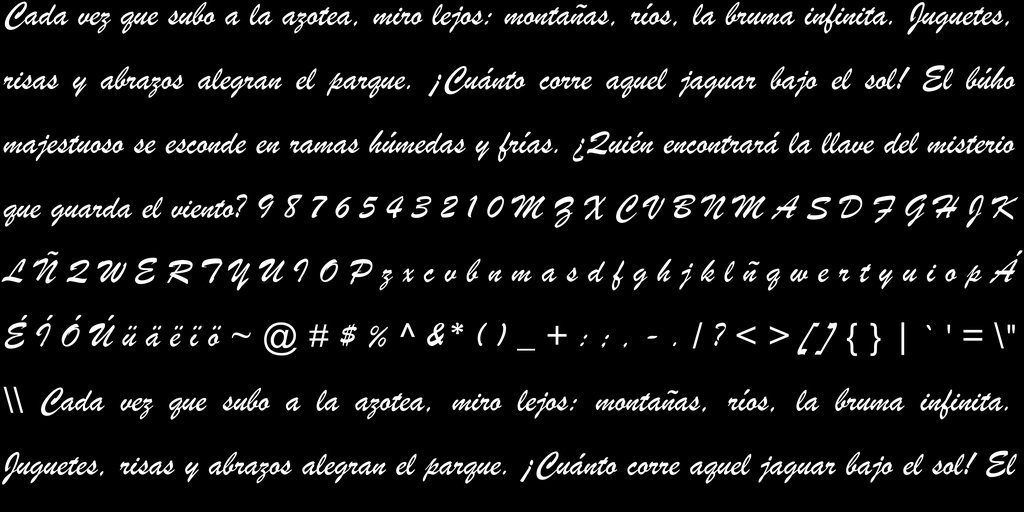 Cada vez que subo a la azotea, miro lejos: montañas, ríos, la bruma infinita. Juguetes,
risas y abrazos alegran el parque. ¡Cuánto corre aquel jaguar bajo el sol! El búho
majestuoso se esconde en ramas húmedas y frías. ¿Quién encontrará la llave del misterio
que guarda el viento? 9 8 7 6 5 4 3 2 1 0 M Z X C V B N M A S D F G H J K
L Ñ Q W E R T Y U I O P z x c v b n m a s d f g h j k l ñ q w e r t y u i o p Á
É Í Ó Ú ü ä ë ï ö ~ @ # $ % ^ & * ( ) _ + : ; , - . / ? < > [ ] { } | ` ' = \ "
\\ Cada vez que subo a la azotea, miro lejos: montañas, ríos, la bruma infinita.
Juguetes, risas y abrazos alegran el parque. ¡Cuánto corre aquel jaguar bajo el sol! El